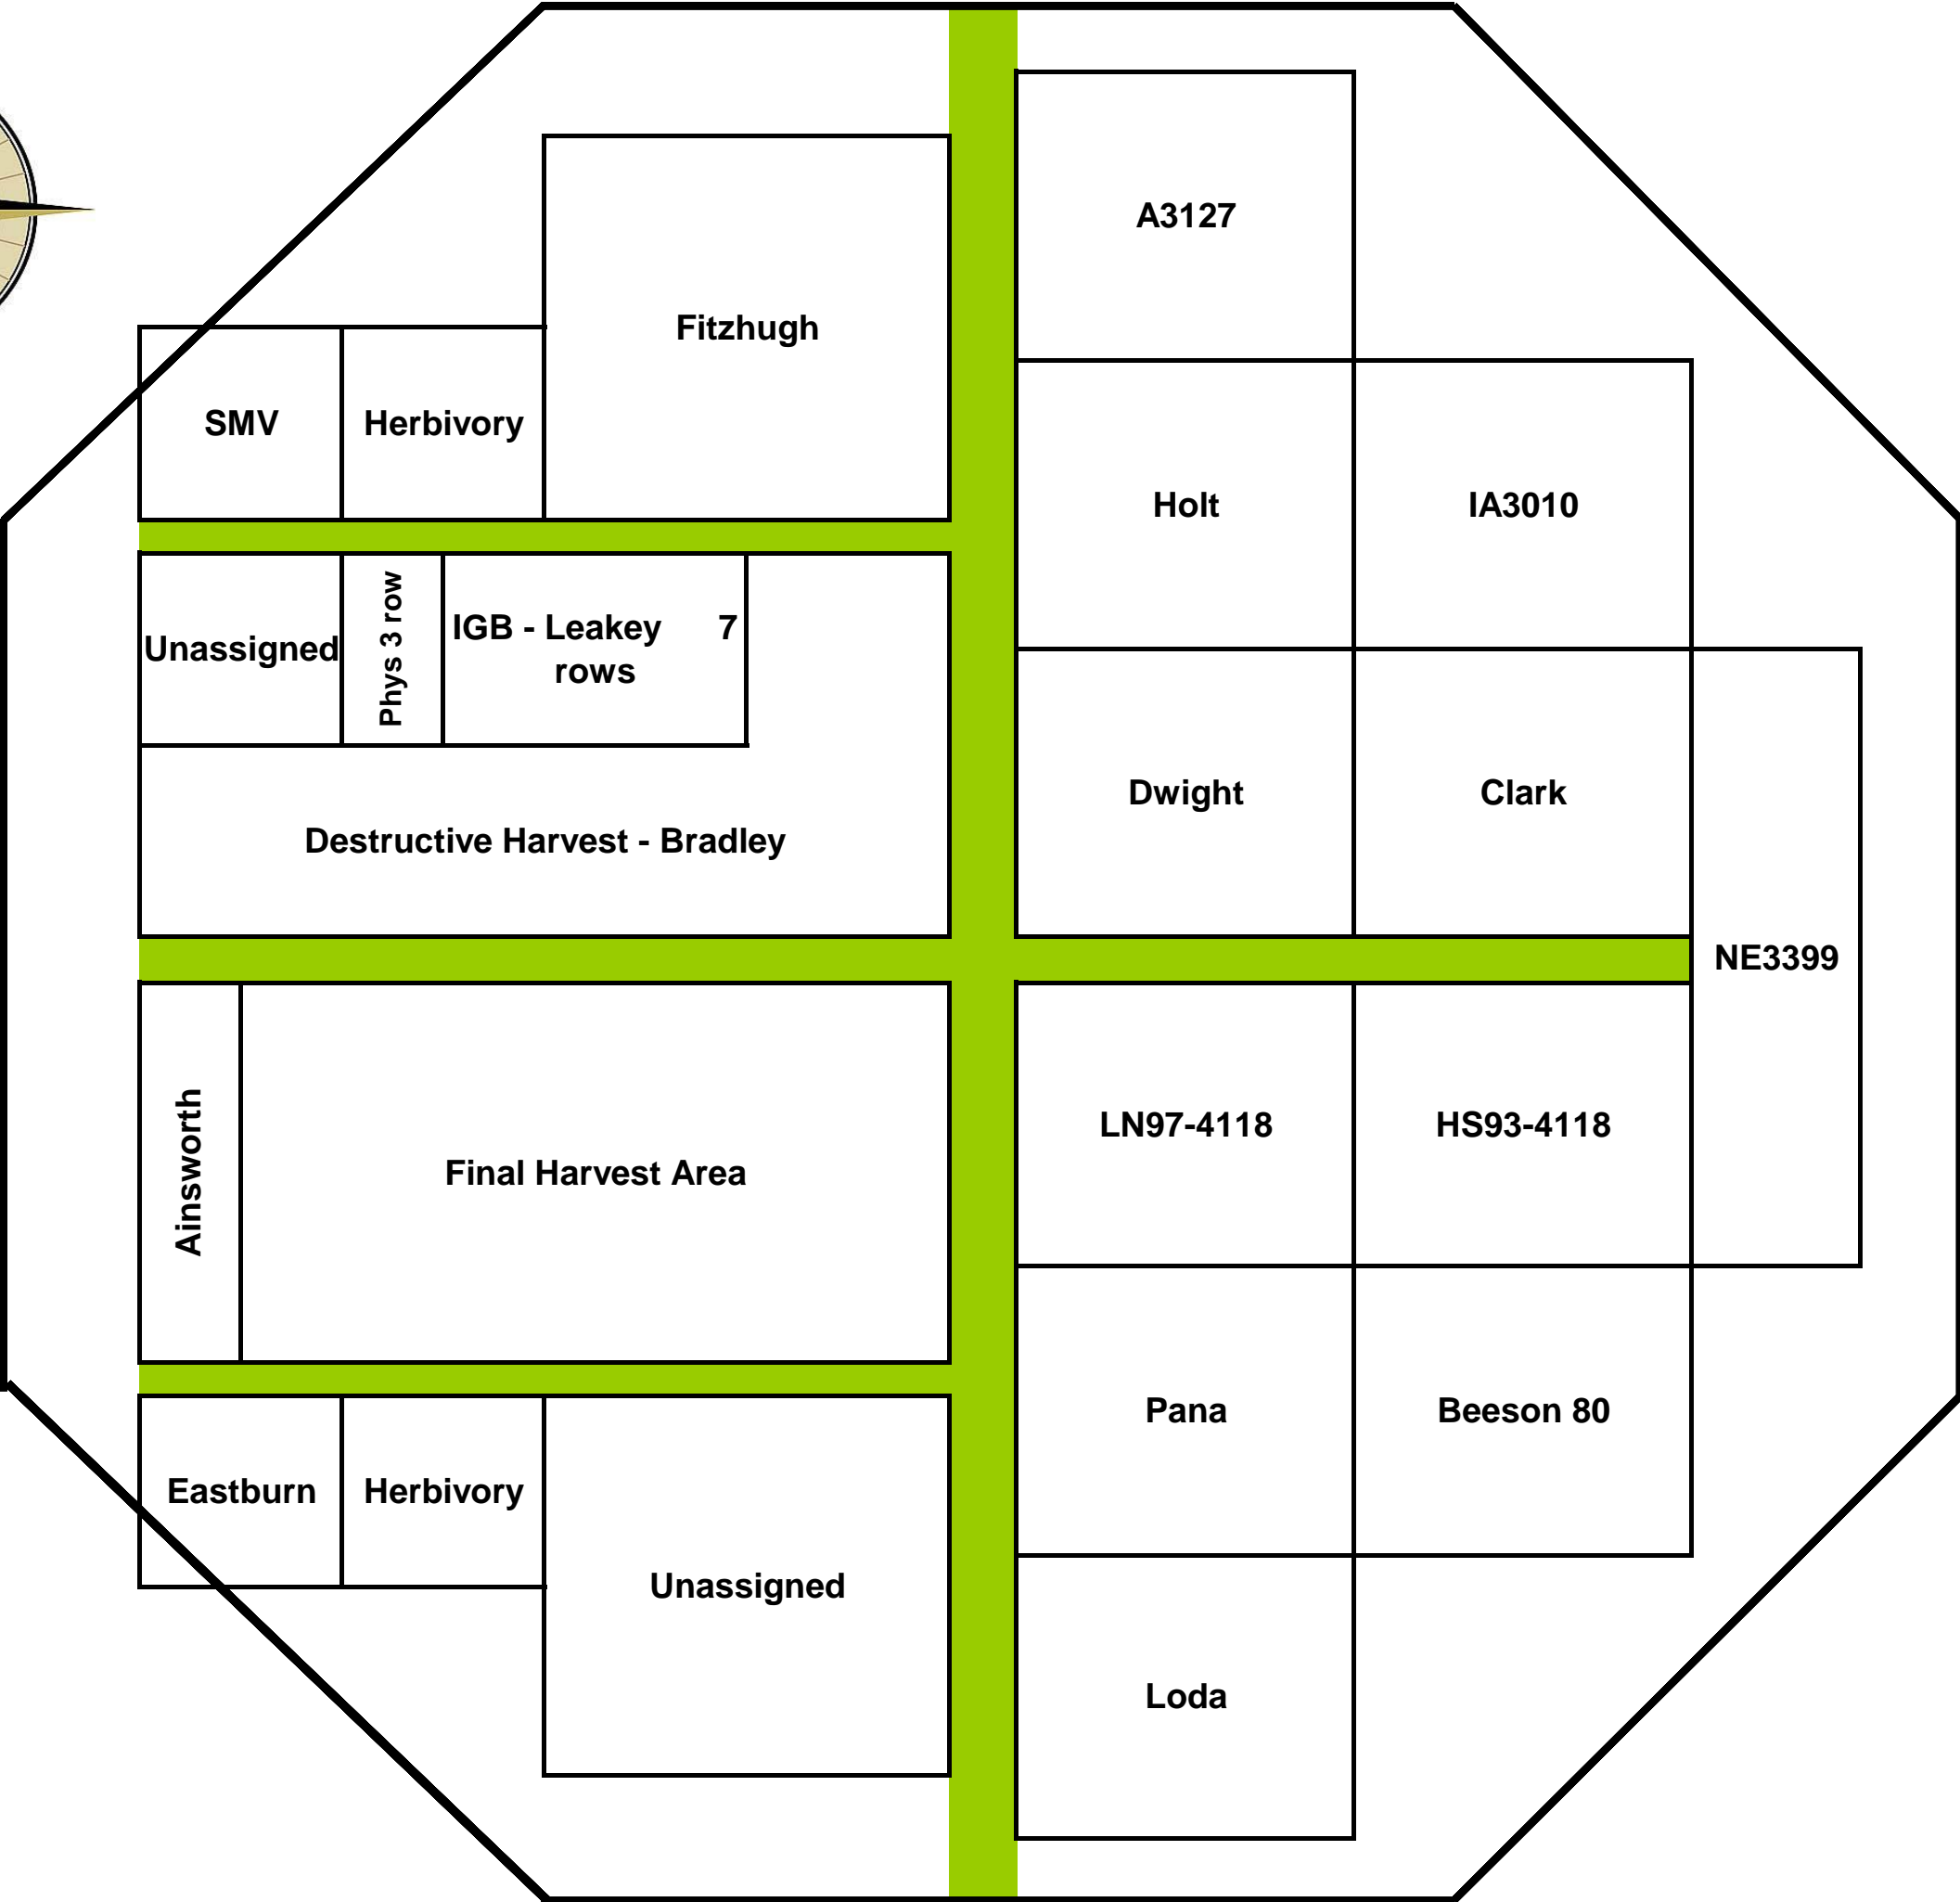 A3127
Fitzhugh
SMV
Herbivory
Holt
IA3010
Unassigned
Phys 3 row
IGB - Leakey 7
rows
Dwight
Clark
Destructive Harvest - Bradley
NE3399
LN97-4118
HS93-4118
Ainsworth
Final Harvest Area
Pana
Beeson 80
Eastburn
Herbivory
Unassigned
Loda